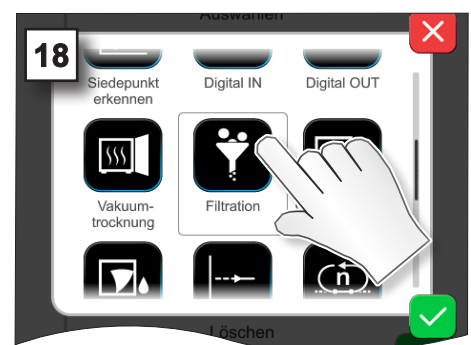 Auswählen
18
Siedepunkt
erkennen
Digital IN
Digital OUT
Vakuum-
trocknung
Filtration
n
Löschen